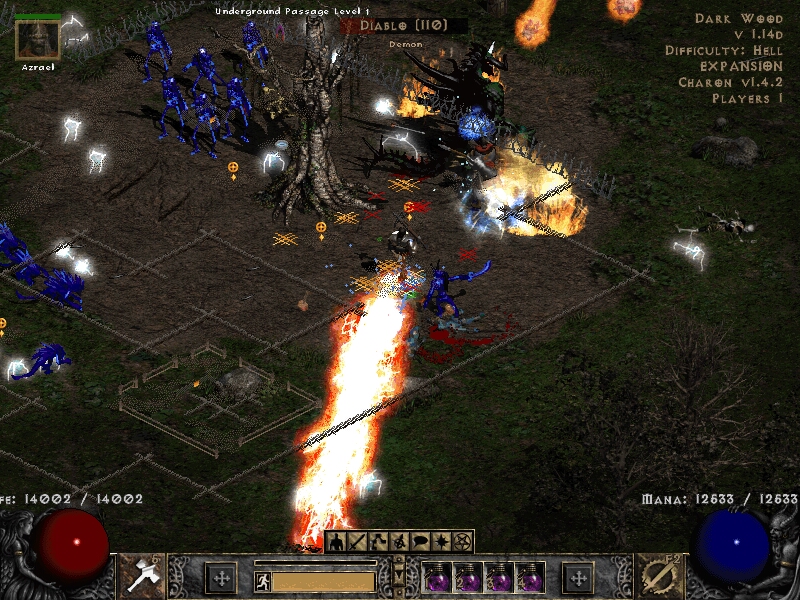 Underground Passage Level 1
Diablo (110)
Demon
Azrael
Dark Wood
v 1.14d
Difficulty: Hell
EXPANSION
Charon v1.4.2
Players 1
fe: 14002 / 14002
Mana: 12633 / 12633
F2